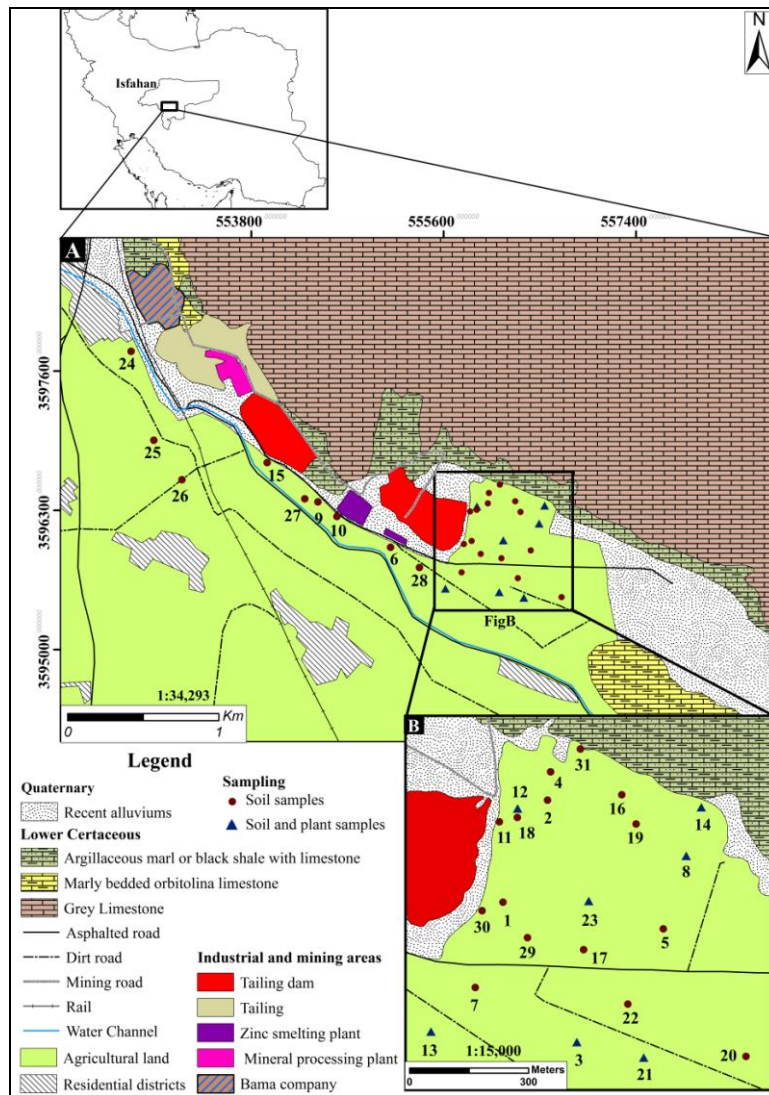 N
Isfahan
553800
555600
557400
A
3597600
3596300
3595000
24
25
26
15
27
9
10
6
28
FigB
1:34,293
0
1
Km
B
31
4
12
2
16
11
18
19
14
8
1
23
30
29
17
5
7
22
13
3
21
20
1:15,000
Meters
0
300
Legend
Quaternary
Recent alluviums
Lower Certaceous
Argillaceous marl or black shale with limestone
Marly bedded orbitolina limestone
Grey Limestone
Asphalted road
Dirt road
Mining road
Rail
Water Channel
Agricultural land
Residential districts
Sampling
Soil samples
Soil and plant samples
Industrial and mining areas
Tailing dam
Tailing
Zinc smelting plant
Mineral processing plant
Bama company